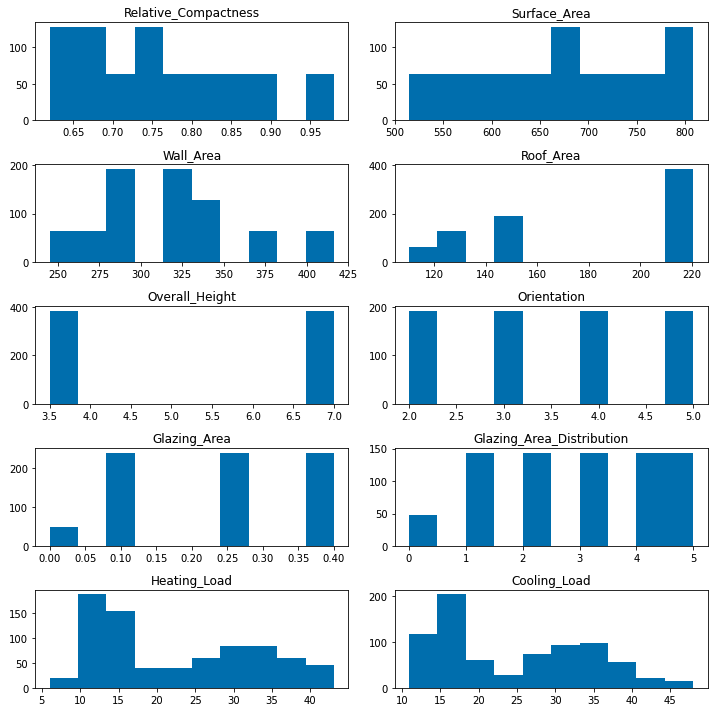 Relative_Compactness
100
50
0
0.65 0.70 0.75 0.80 0.85 0.90 0.95
Surface_Area
100
50
0
500 550 600 650 700 750 800
Wall_Area
200
100
0
250 275 300 325 350 375 400 425
Roof_Area
400
200
0
120 140 160 180 200 220
Overall_Height
400
200
0
3.5 4.0 4.5 5.0 5.5 6.0 6.5 7.0
Orientation
200
100
0
2.0 2.5 3.0 3.5 4.0 4.5 5.0
Glazing_Area
200
100
0
0.00 0.05 0.10 0.15 0.20 0.25 0.30 0.35 0.40
Glazing_Area_Distribution
150
100
50
0
0 1 2 3 4 5
Heating_Load
150
100
50
0
5 10 15 20 25 30 35 40
Cooling_Load
200
100
0
10 15 20 25 30 35 40 45